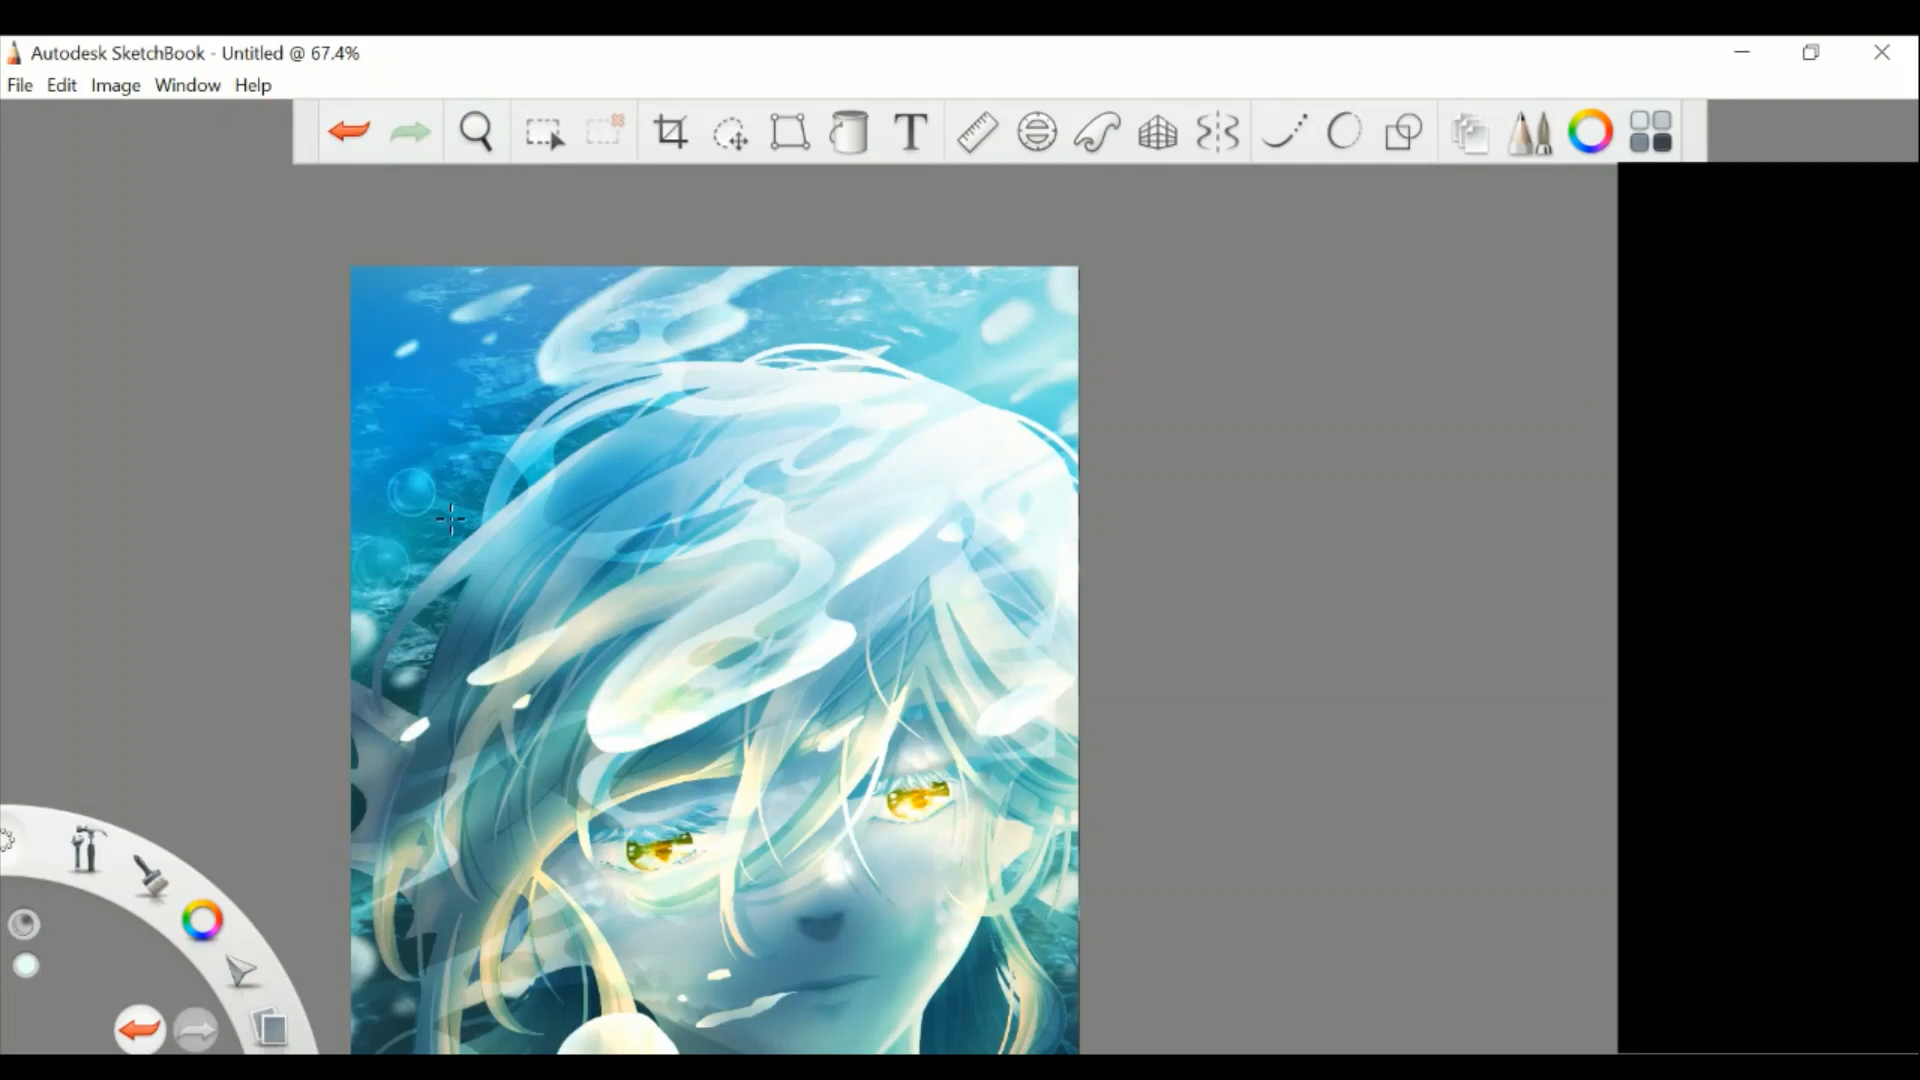 Autodesk SketchBook - Untitled @ 67.4%
File Edit Image Window Help
T